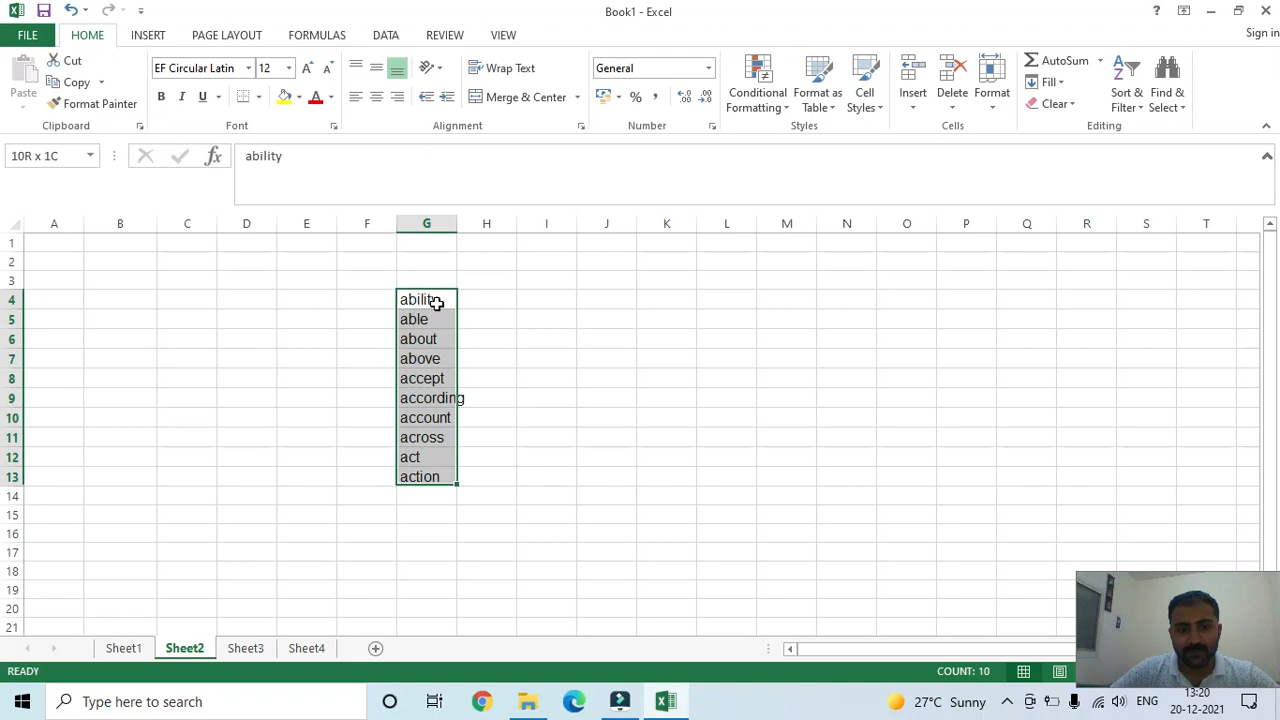 Book1 - Excel
Sign in
FILE HOME INSERT PAGE LAYOUT FORMULAS DATA REVIEW VIEW
Paste
Cut
Copy
Format Painter
Clipboard
EF Circular Latin 12
B I U
Font
Wrap Text
Merge & Center
Alignment
General
%
Number
Conditional Formatting
Format as Table
Cell Styles
Styles
Insert Delete Format
Cells
AutoSum
Fill
Clear
Sort & Filter
Find & Select
Editing
10R x 1C fx ability
A B C D E F G H I J K L M N O P Q R S T
1
2
3
4 ability
5 able
6 about
7 above
8 accept
9 according
10 account
11 across
12 act
13 action
14
15
16
17
18
19
20
21
Sheet1 Sheet2 Sheet3 Sheet4
READY COUNT: 10
Type here to search
27°C Sunny
ENG
13:20
20-12-2021